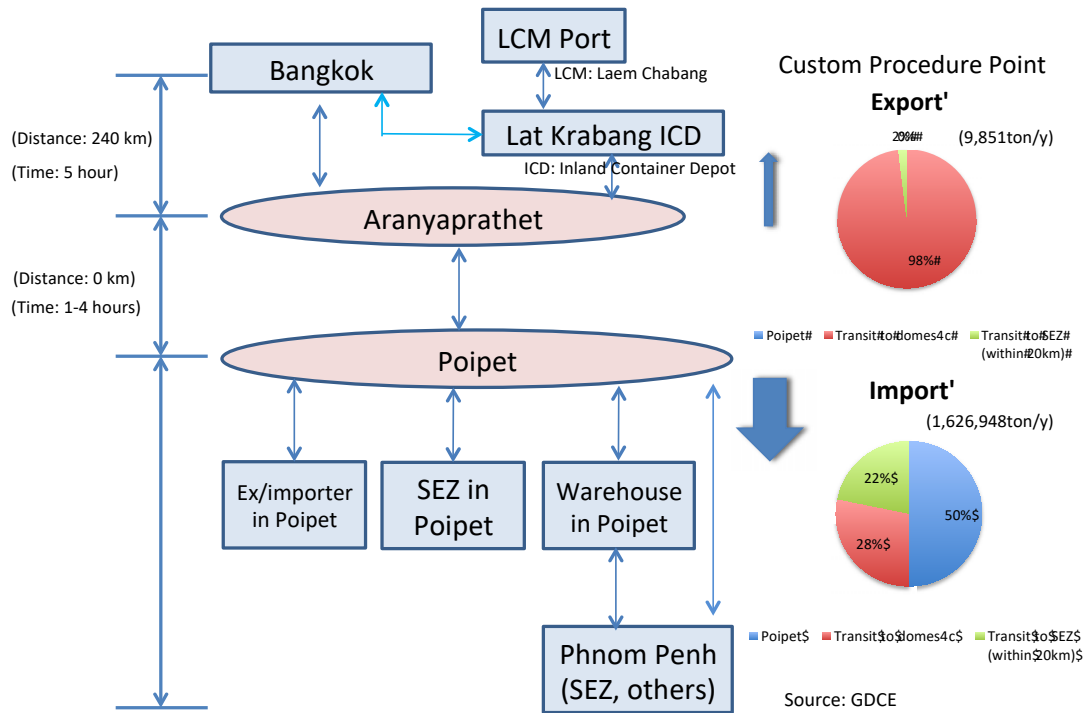 LCM Port
Bangkok
LCM: Laem Chabang
Custom Procedure Point
Export'
(9,851ton/y)
(Distance: 240 km)
(Time: 5 hour)
Lat Krabang ICD
ICD: Inland Container Depot
98%#
Aranyaprathet
(Distance: 0 km)
(Time: 1-4 hours)
Poipet# Transit#to#domes4c# Transit#to#SEZ#
(within#20km)#
Poipet
Import'
(1,626,948ton/y)
22%$
50%$
28%$
Ex/importer
in Poipet
SEZ in
Poipet
Warehouse
in Poipet
Poipet$ Transit$to$domes4c$ Transit$to$SEZ$
(within$20km)$
Phnom Penh
(SEZ, others)
Source: GDCE